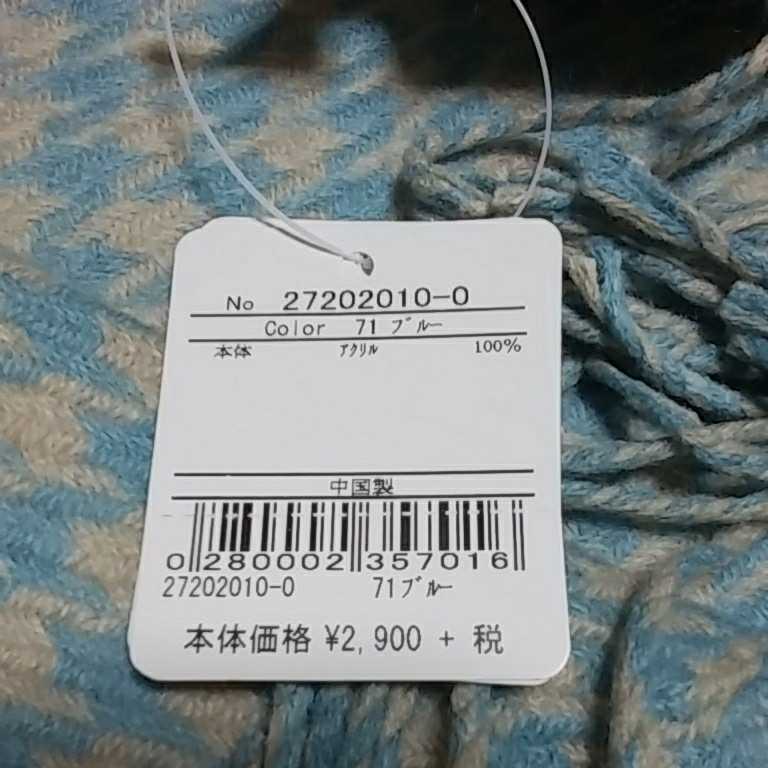 No 27202010-0
Color 71 ﾌﾞﾙｰ
本体 ｱｸﾘﾙ 100%
中国製
0 280002 357016
27202010-0 71ﾌﾞﾙｰ
本体価格 ¥2,900 + 税